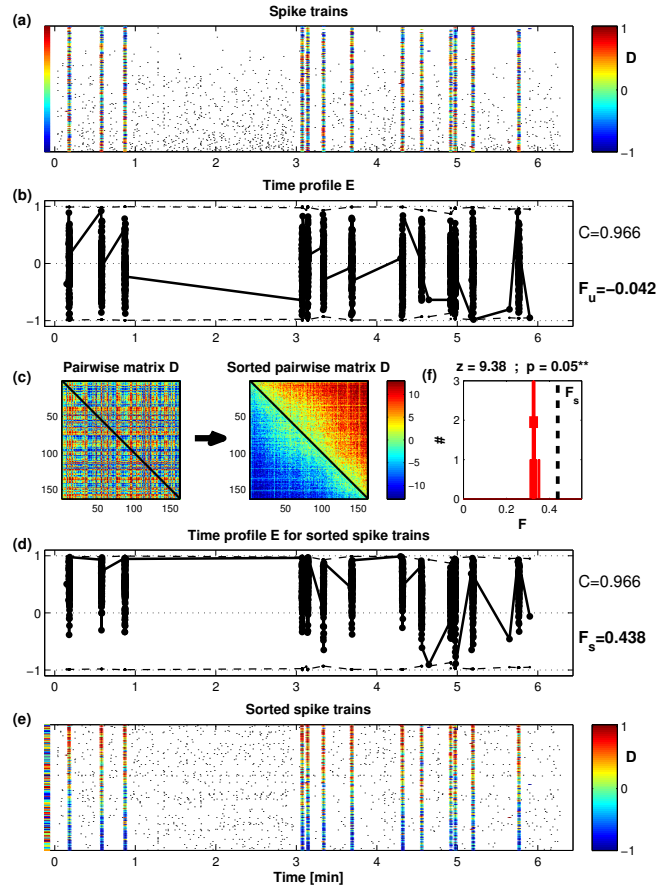 (a)
Spike trains
1
D
0
−1
0 1 2 3 4 5 6
(b)
Time profile E
1
0
−1
C=0.966
F_u=−0.042
0 1 2 3 4 5 6
(c)
Pairwise matrix D
Sorted pairwise matrix D
50
100
150
50 100 150
50
100
150
50 100 150
10
5
0
−5
−10
(f)
z = 9.38 ; p = 0.05**
3
2
1
0
#
F_s
0 0.2 0.4
F
(d)
Time profile E for sorted spike trains
1
0
−1
C=0.966
F_s=0.438
0 1 2 3 4 5 6
(e)
Sorted spike trains
1
D
0
−1
0 1 2 3 4 5 6
Time [min]